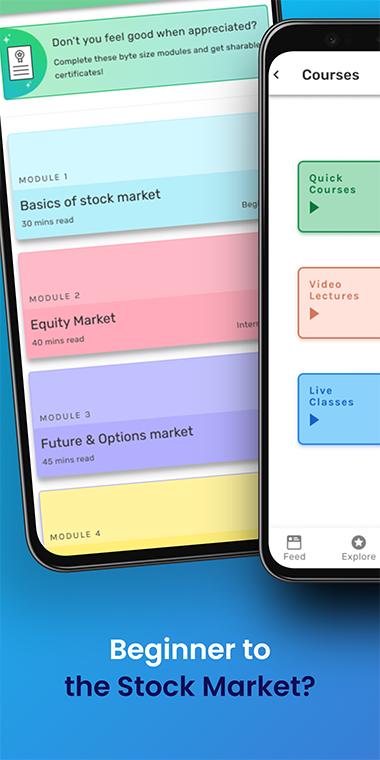 Don't you feel good when appreciated?
Complete these byte size modules and get sharable
certificates!
MODULE 1
Basics of stock market
30 mins read
MODULE 2
Equity Market
40 mins read
MODULE 3
Future & Options market
45 mins read
MODULE 4
Courses
Quick
Courses
Video
Lectures
Live
Classes
Feed
Explore
Beginner to
the Stock Market?